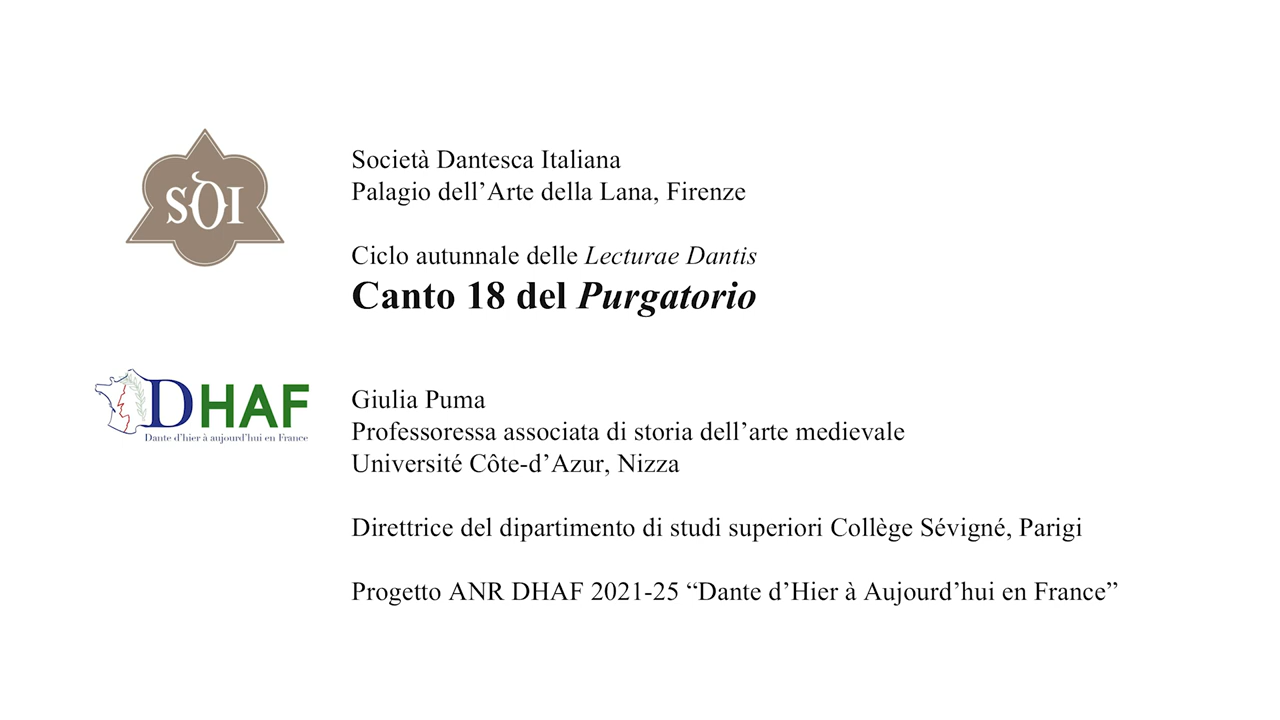 SDI
Società Dantesca Italiana
Palagio dell’Arte della Lana, Firenze
Ciclo autunnale delle Lecturae Dantis
Canto 18 del Purgatorio
DHAF
Dante d’hier à aujourd’hui en France
Giulia Puma
Professoressa associata di storia dell’arte medievale
Université Côte-d’Azur, Nizza
Direttrice del dipartimento di studi superiori Collège Sévigné, Parigi
Progetto ANR DHAF 2021-25 “Dante d’Hier à Aujourd’hui en France”